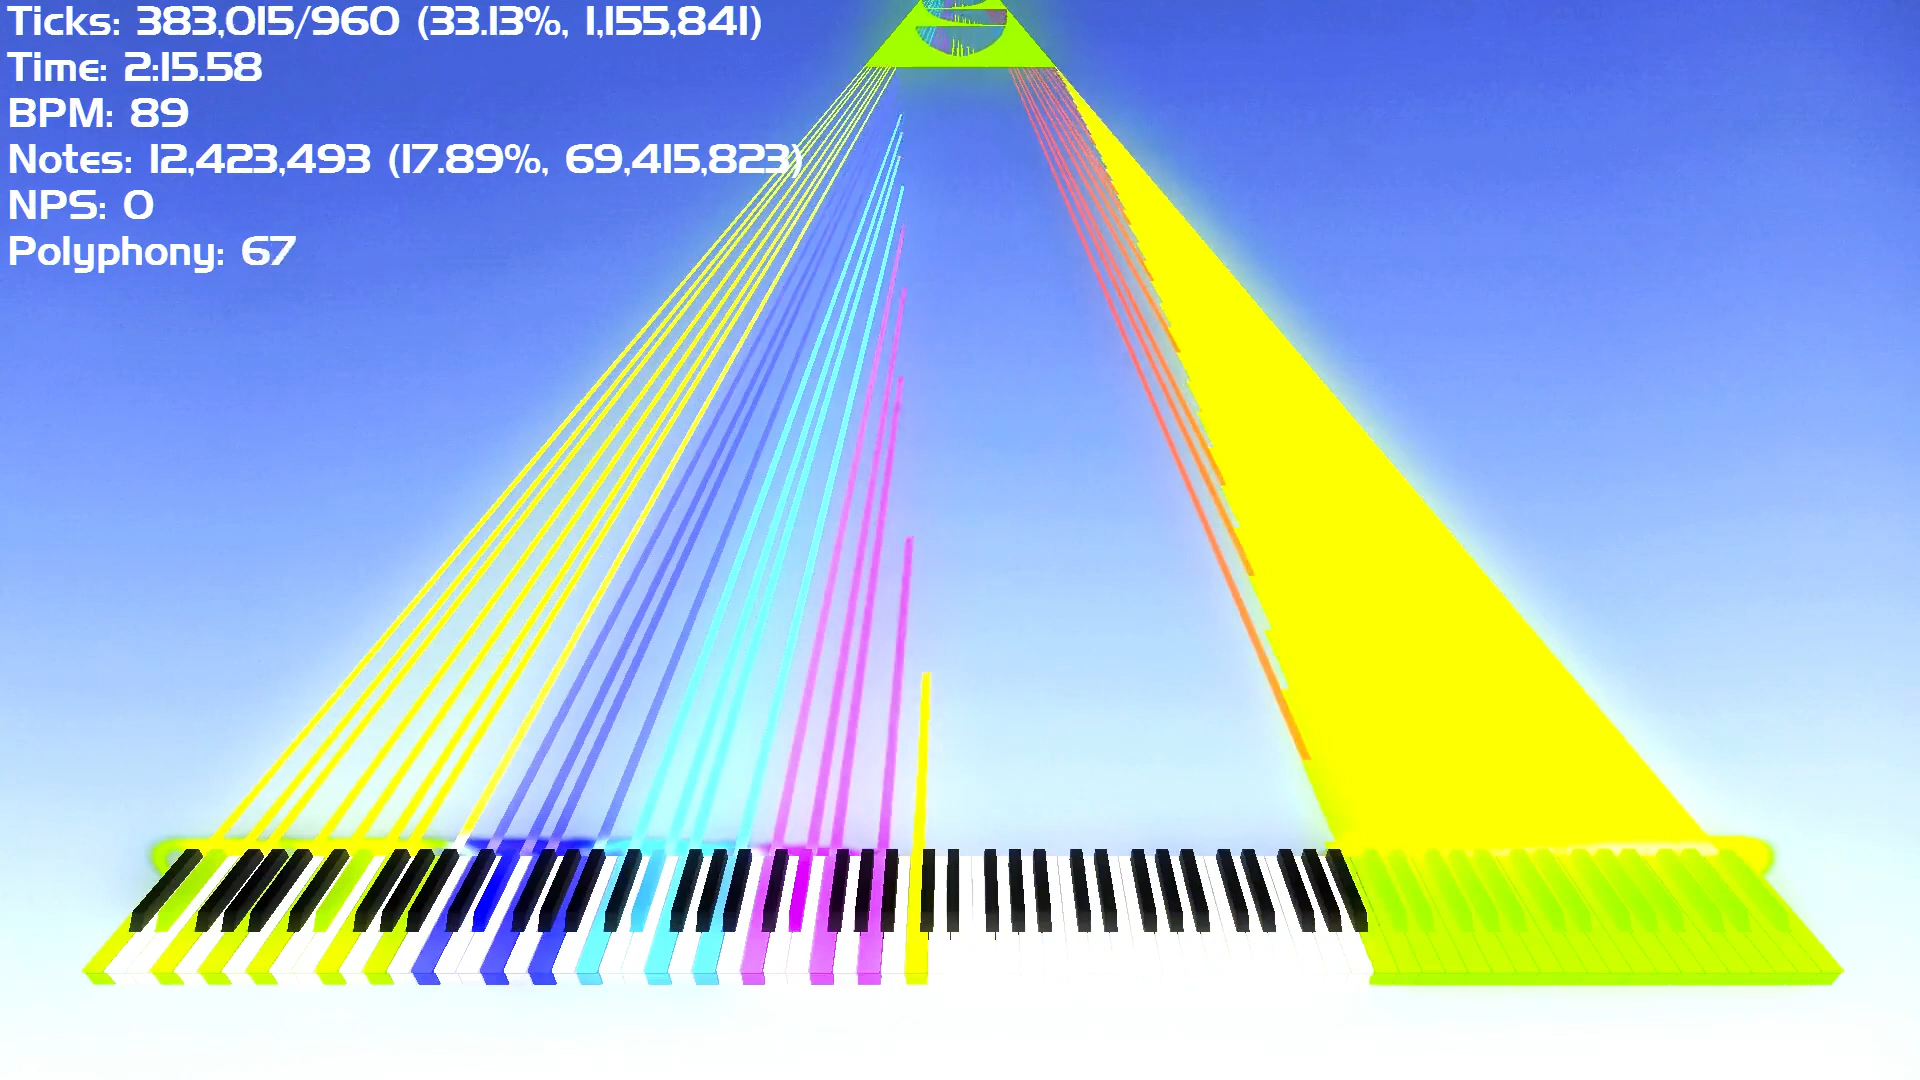 Ticks: 383,015/960 (33.13%, 1,155,841)
Time: 2:15.58
BPM: 89
Notes: 12,423,493 (17.89%, 69,415,823)
NPS: 0
Polyphony: 67